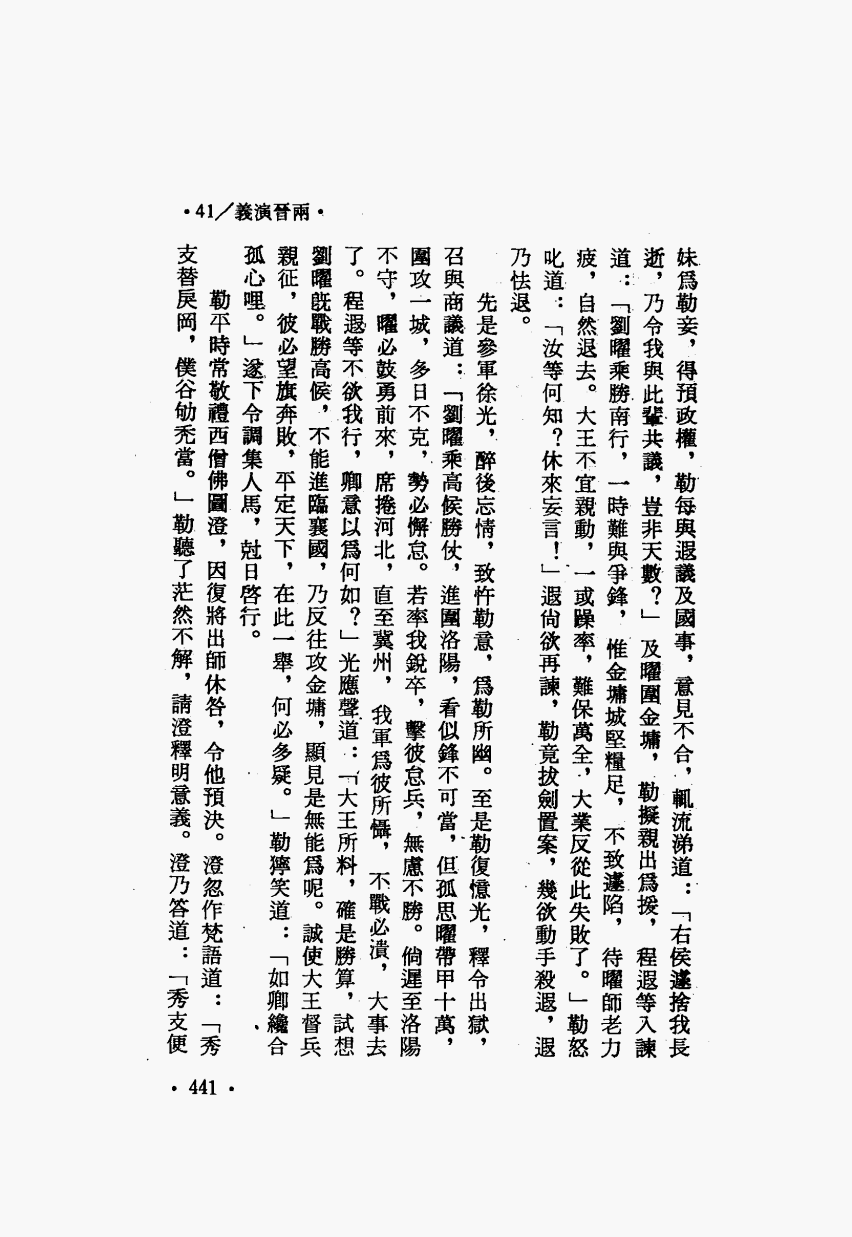 •41／義演晉兩•
妹爲勒妾，得預政權，勒每與遐議及國事，意見不合，輒流涕道：「右侯遽捨我長
逝，乃令我與此輩共議，豈非天數？」及曜圍金墉，勒擬親出爲援，程遐等入諫
道：「劉曜乘勝南行，一時難與爭鋒，惟金墉城堅糧足，不致遽陷，待曜師老力
疲，自然退去。大王不宜親動，一或躁率，難保萬全，大業反從此失敗了。」勒怒
叱道：「汝等何知？休來妄言！」遐尙欲再諫，勒竟拔劍置案，幾欲動手殺遐，遐
乃怯退。
先是參軍徐光，醉後忘情，致忤勒意，爲勒所幽。至是勒復憶光，釋令出獄，
召與商議道：「劉曜乘高候勝仗，進圍洛陽，看似鋒不可當，但孤思曜帶甲十萬，
圍攻一城，多日不克，勢必懈怠。若率我銳卒，擊彼怠兵，無慮不勝。倘遲至洛陽
不守，曜必鼓勇前來，席捲河北，直至冀州，我軍爲彼所懾，不戰必潰，大事去
了。程遐等不欲我行，卿意以爲何如？」光應聲道：「大王所料，確是勝算，試想
劉曜旣戰勝高候，不能進臨襄國，乃反往攻金墉，顯見是無能爲呢。誠使大王督兵
親征，彼必望旗奔敗，平定天下，在此一舉，何必多疑。」勒獰笑道：「如卿纔合
孤心哩。」遂下令調集人馬，尅日啓行。
勒平時常敬禮西僧佛圖澄，因復將出師休咎，令他預決。澄忽作梵語道：「秀
支替戾岡，僕谷劬禿當。」勒聽了茫然不解，請澄釋明意義。澄乃答道：「秀支便
• 441 •